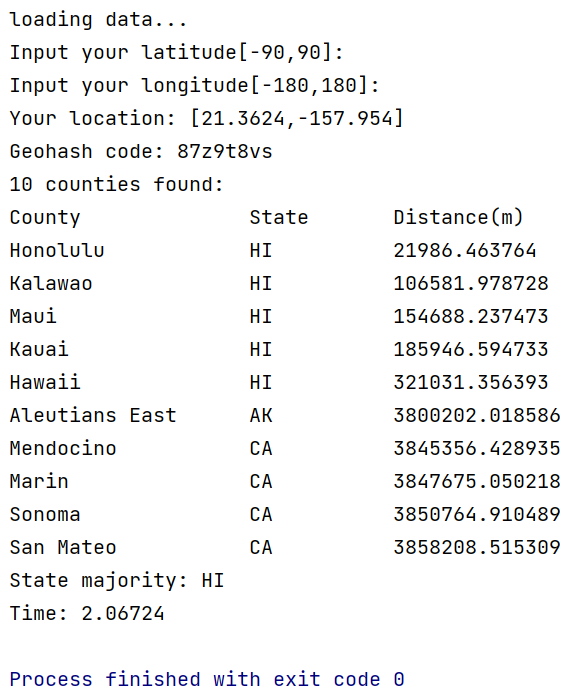 loading data...
Input your latitude[-90,90]:
Input your longitude[-180,180]:
Your location: [21.3624,-157.954]
Geohash code: 87z9t8vs
10 counties found:
County              State       Distance(m)
Honolulu            HI          21986.463764
Kalawao             HI          106581.978728
Maui                HI          154688.237473
Kauai               HI          185946.594733
Hawaii              HI          321031.356393
Aleutians East      AK          3800202.018586
Mendocino           CA          3845356.428935
Marin               CA          3847675.050218
Sonoma              CA          3850764.910489
San Mateo           CA          3858208.515309
State majority: HI
Time: 2.06724
Process finished with exit code 0